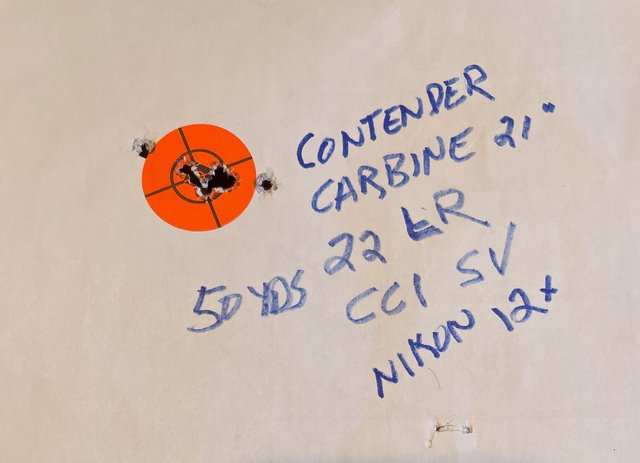 CONTENDER
CARBINE 21"
22 LR
50 YDS
CCI SV
NIKON 12+